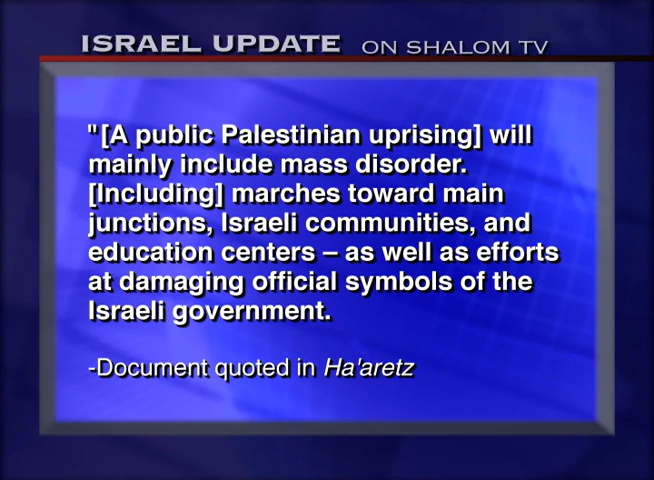 ISRAEL UPDATE ON SHALOM TV
"[A public Palestinian uprising] will
mainly include mass disorder.
[Including] marches toward main
junctions, Israeli communities, and
education centers – as well as efforts
at damaging official symbols of the
Israeli government.
-Document quoted in Ha'aretz